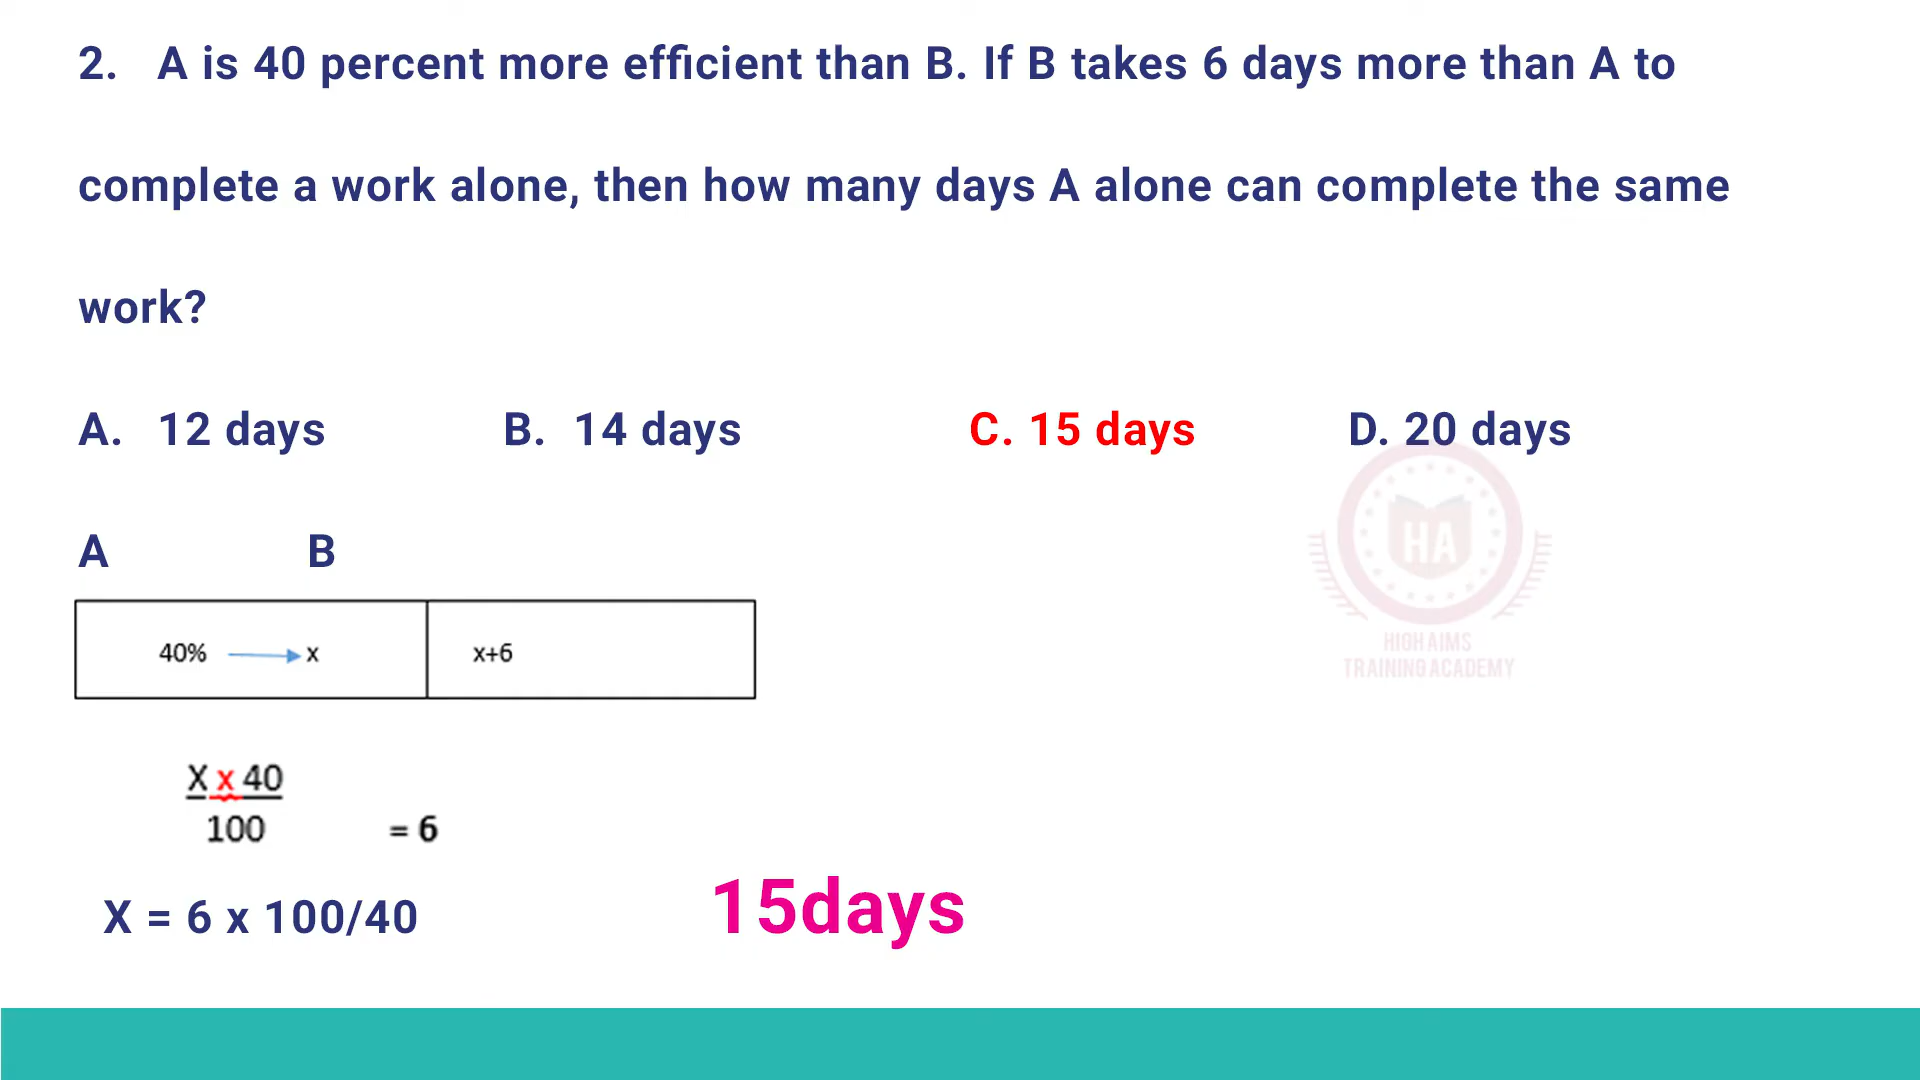 2. A is 40 percent more efficient than B. If B takes 6 days more than A to
complete a work alone, then how many days A alone can complete the same
work?
A. 12 days B. 14 days C. 15 days D. 20 days
A B
40% x x+6
HA
HIGH AIMS
TRAINING ACADEMY
X x 40
100 = 6
X = 6 x 100/40 15days